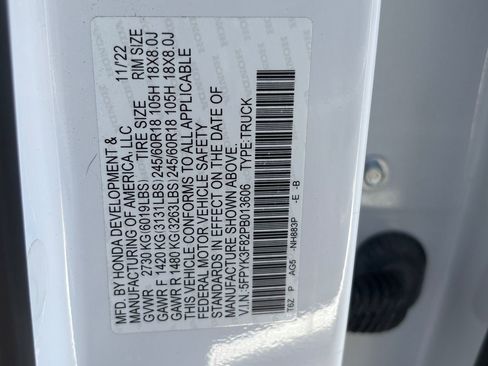 MFD. BY HONDA DEVELOPMENT & 11/'22
MANUFACTURING OF AMERICA, LLC
GVWR 2730 KG(6019LBS) TIRE SIZE RIM SIZE
GAWR F 1420 KG(3131LBS) 245/60R18 105H 18X8.0J
GAWR R 1480 KG(3263LBS) 245/60R18 105H 18X8.0J
THIS VEHICLE CONFORMS TO ALL APPLICABLE
FEDERAL MOTOR VEHICLE SAFETY
STANDARDS IN EFFECT ON THE DATE OF
MANUFACTURE SHOWN ABOVE.
V.I.N.:5FPYK3F82PB013606 TYPE:TRUCK
T6Z P AG5 -NH883P -E -B